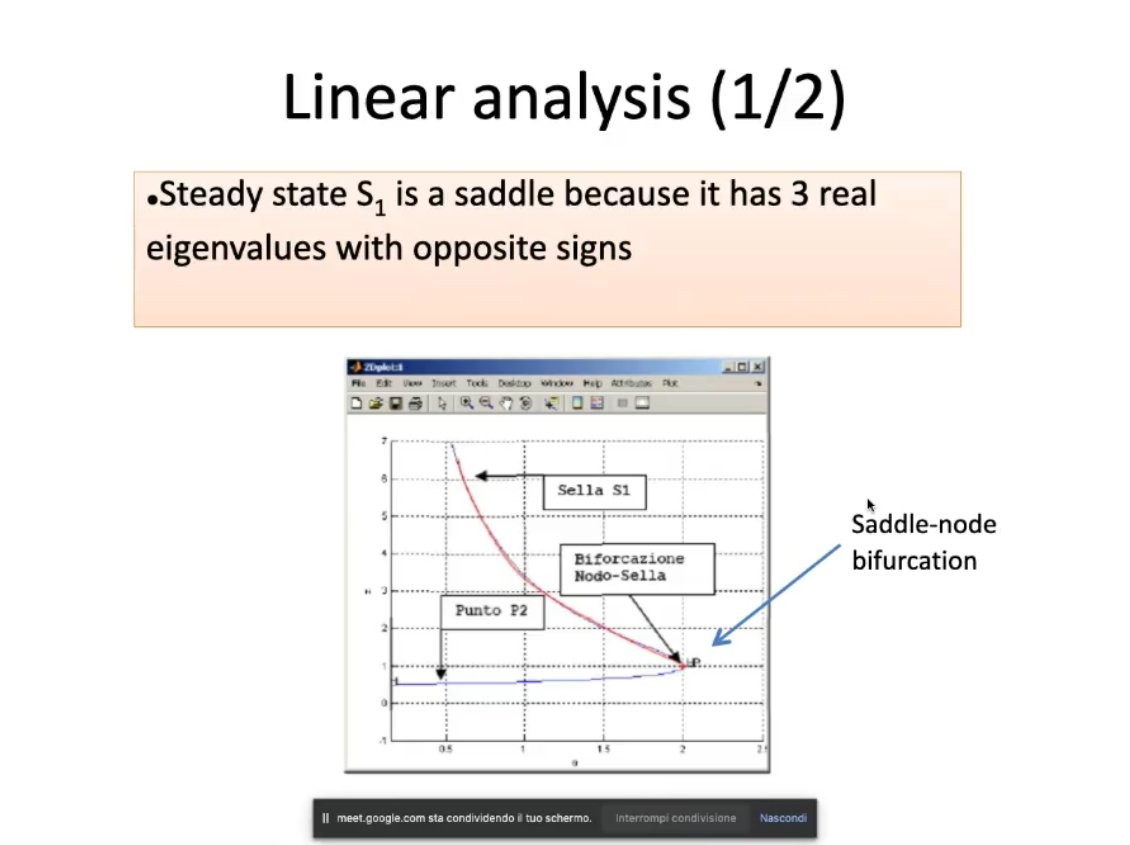 Linear analysis (1/2)
•Steady state S1 is a saddle because it has 3 real
eigenvalues with opposite signs
2Dplot:1
File Edit View Insert Tools Desktop Window Help Attributes Plot
7
6
Sella S1
5
4
Biforcazione
Nodo-Sella
3
Punto P2
2
1
0
-1
0.5 1 1.5 2
Saddle-node
bifurcation
meet.google.com sta condividendo il tuo schermo. Interrompi condivisione Nascondi